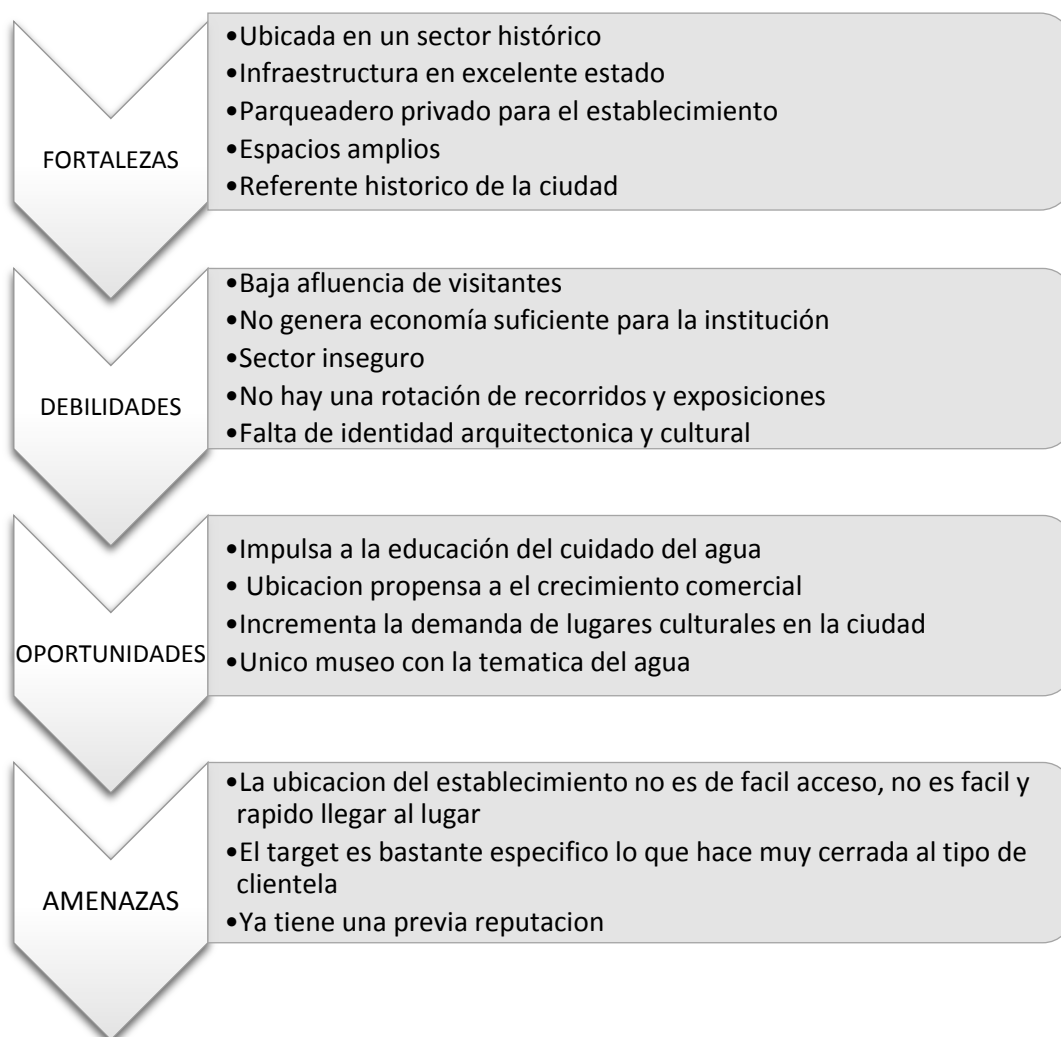 FORTALEZAS
•Ubicada en un sector histórico
•Infraestructura en excelente estado
•Parqueadero privado para el establecimiento
•Espacios amplios
•Referente historico de la ciudad
DEBILIDADES
•Baja afluencia de visitantes
•No genera economía suficiente para la institución
•Sector inseguro
•No hay una rotación de recorridos y exposiciones
•Falta de identidad arquitectonica y cultural
OPORTUNIDADES
•Impulsa a la educación del cuidado del agua
• Ubicacion propensa a el crecimiento comercial
•Incrementa la demanda de lugares culturales en la ciudad
•Unico museo con la tematica del agua
AMENAZAS
•La ubicacion del establecimiento no es de facil acceso, no es facil y
rapido llegar al lugar
•El target es bastante especifico lo que hace muy cerrada al tipo de
clientela
•Ya tiene una previa reputacion